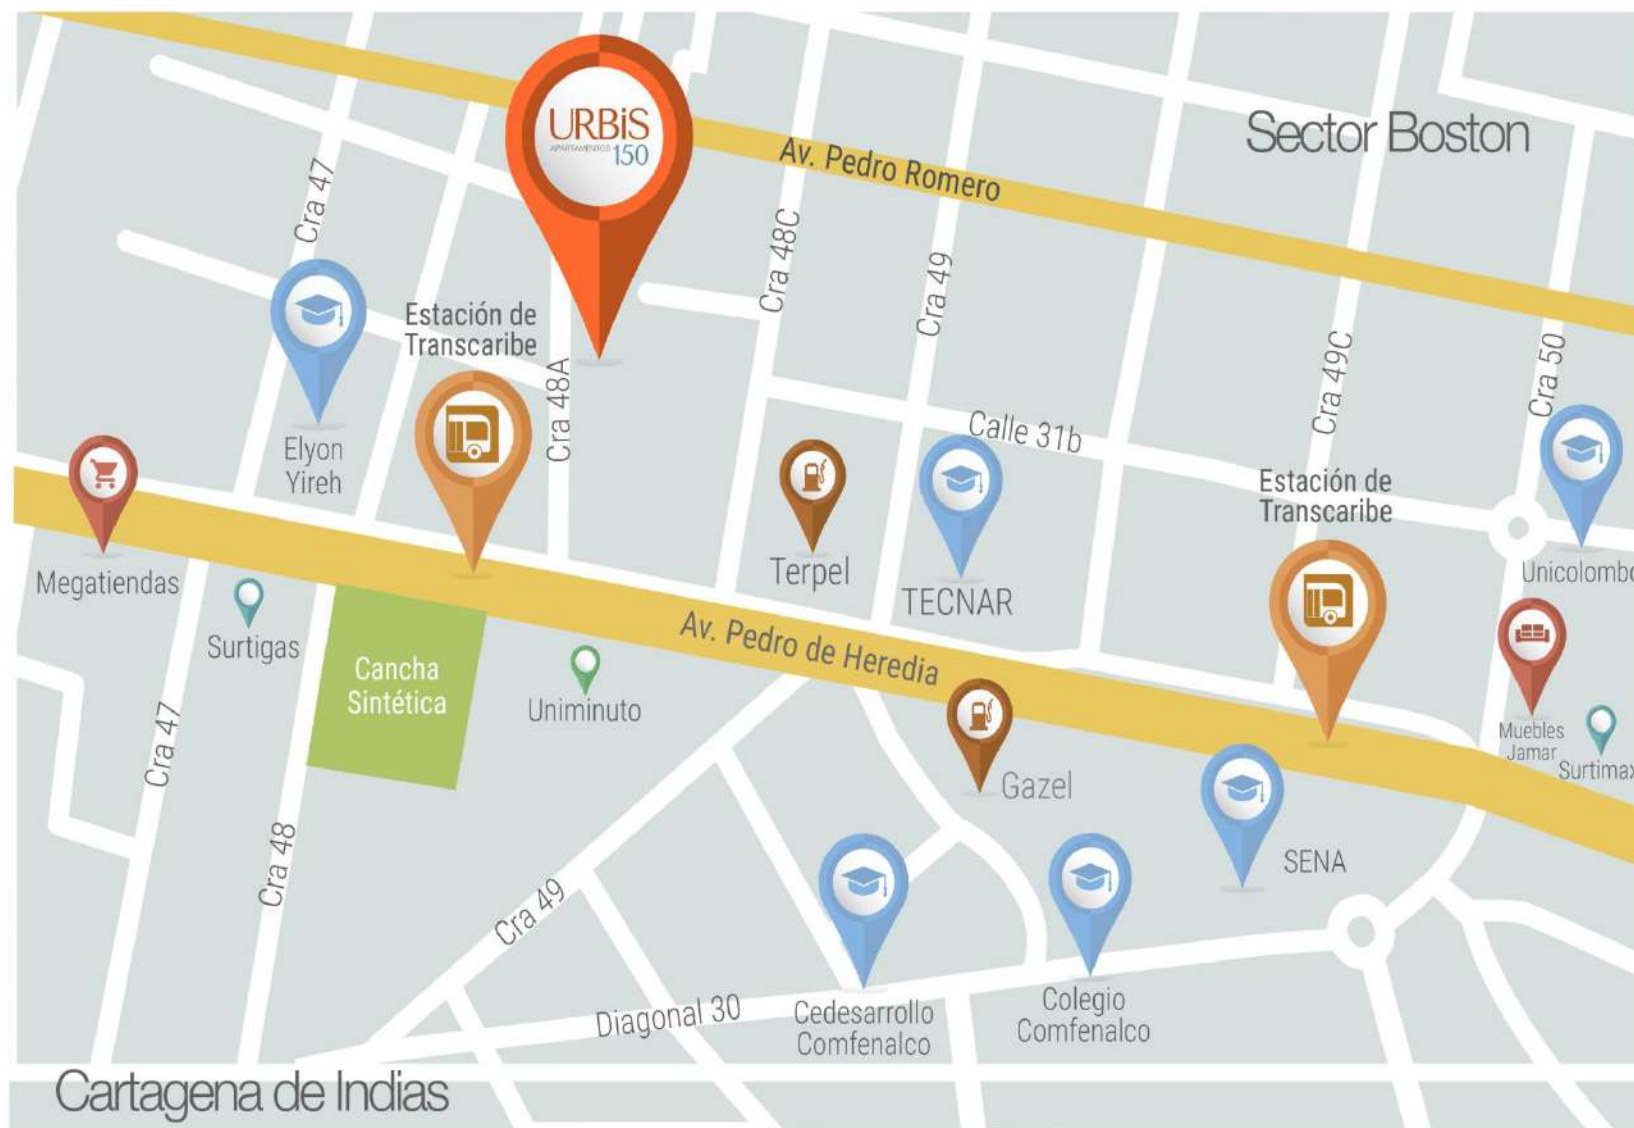 URBiS
APARTAMENTOS 150
Sector Boston
Av. Pedro Romero
Cra 47
Cra 48C
Cra 49
Estación de
Transcaribe
Cra 48A
Cra 49C
Cra 50
Elyon
Yireh
Calle 31b
Estación de
Transcaribe
Megatiendas
Terpel
TECNAR
Unicolombo
Surtigas
Cancha
Sintética
Uniminuto
Av. Pedro de Heredia
Cra 47
Gazel
Muebles
Jamar
Surtimax
Cra 48
Cra 49
SENA
Diagonal 30
Cedesarrollo
Comfenalco
Colegio
Comfenalco
Cartagena de Indias